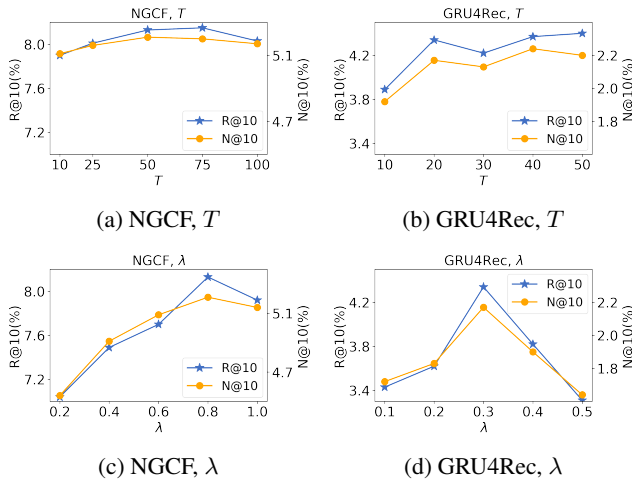 NGCF, T
8.0
7.6
7.2
R@10(%)
5.1
4.7
N@10(%)
R@10
N@10
10 25 50 75 100
T
(a) NGCF, T
GRU4Rec, T
4.2
3.8
3.4
R@10(%)
2.2
2.0
1.8
N@10(%)
R@10
N@10
10 20 30 40 50
T
(b) GRU4Rec, T
NGCF, λ
8.0
7.6
7.2
R@10(%)
5.1
4.7
N@10(%)
R@10
N@10
0.2 0.4 0.6 0.8 1.0
λ
(c) NGCF, λ
GRU4Rec, λ
4.2
3.8
3.4
R@10(%)
2.2
2.0
1.8
N@10(%)
R@10
N@10
0.1 0.2 0.3 0.4 0.5
λ
(d) GRU4Rec, λ